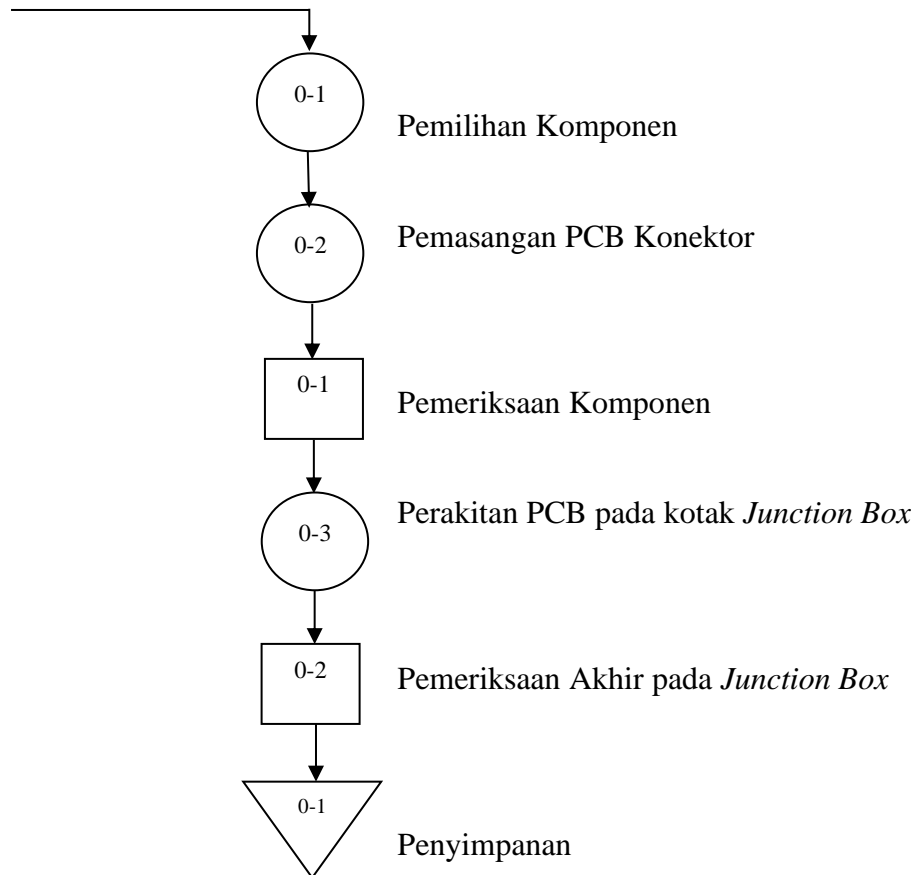 0-1
Pemilihan Komponen
0-2
Pemasangan PCB Konektor
0-1
Pemeriksaan Komponen
0-3
Perakitan PCB pada kotak Junction Box
0-2
Pemeriksaan Akhir pada Junction Box
0-1
Penyimpanan